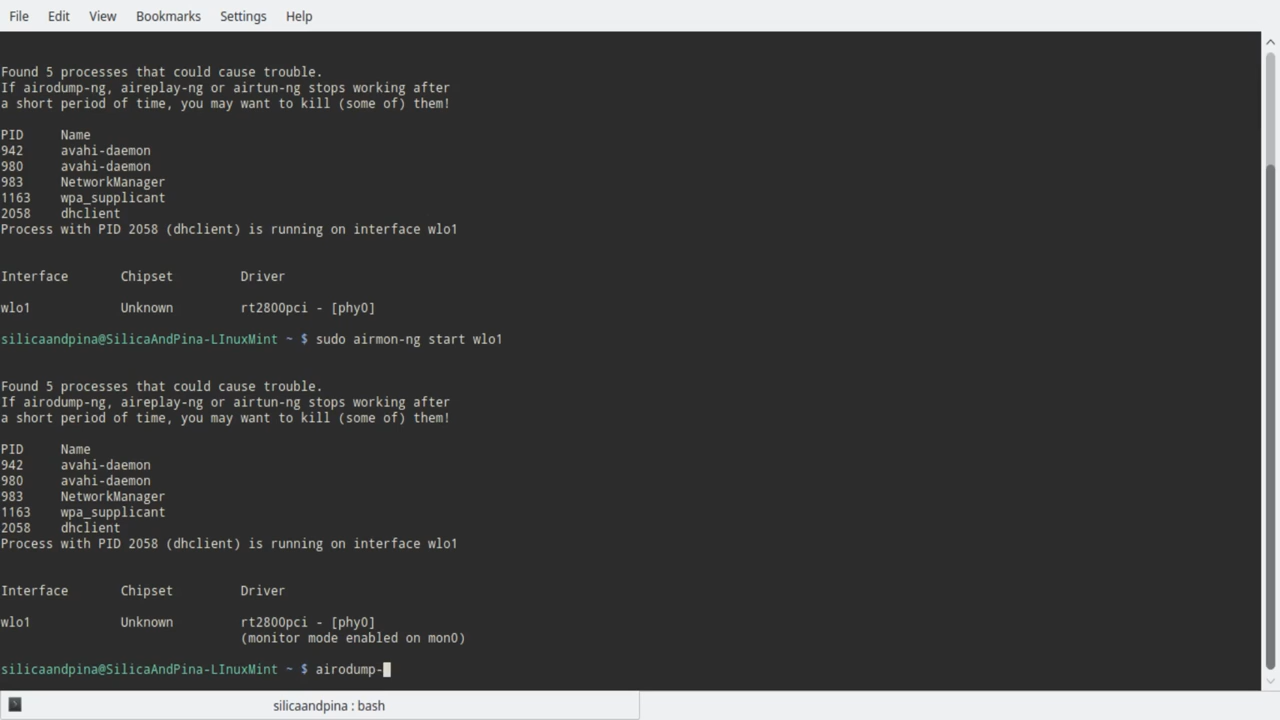 File Edit View Bookmarks Settings Help
Found 5 processes that could cause trouble.
If airodump-ng, aireplay-ng or airtun-ng stops working after
a short period of time, you may want to kill (some of) them!
PID Name
942 avahi-daemon
980 avahi-daemon
983 NetworkManager
1163 wpa_supplicant
2058 dhclient
Process with PID 2058 (dhclient) is running on interface wlo1
Interface Chipset Driver
wlo1 Unknown rt2800pci - [phy0]
silicaandpina@SilicaAndPina-LInuxMint ~ $ sudo airmon-ng start wlo1
Found 5 processes that could cause trouble.
If airodump-ng, aireplay-ng or airtun-ng stops working after
a short period of time, you may want to kill (some of) them!
PID Name
942 avahi-daemon
980 avahi-daemon
983 NetworkManager
1163 wpa_supplicant
2058 dhclient
Process with PID 2058 (dhclient) is running on interface wlo1
Interface Chipset Driver
wlo1 Unknown rt2800pci - [phy0]
(monitor mode enabled on mon0)
silicaandpina@SilicaAndPina-LInuxMint ~ $ airodump-
silicaandpina : bash